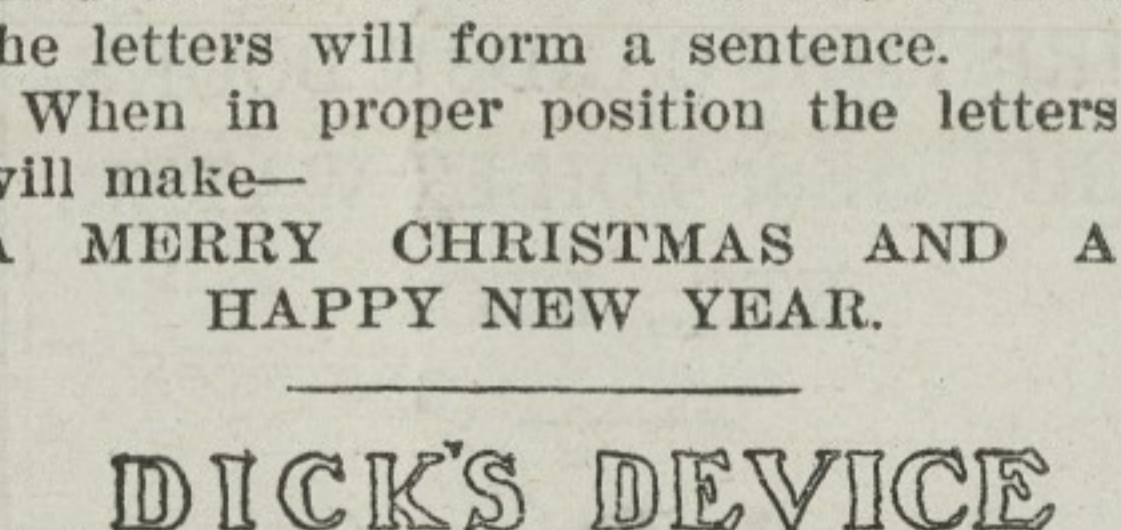 he letters will form a sentence.
When in proper position the letters
will make—
A MERRY CHRISTMAS AND A
HAPPY NEW YEAR.
DICK'S DEVICE